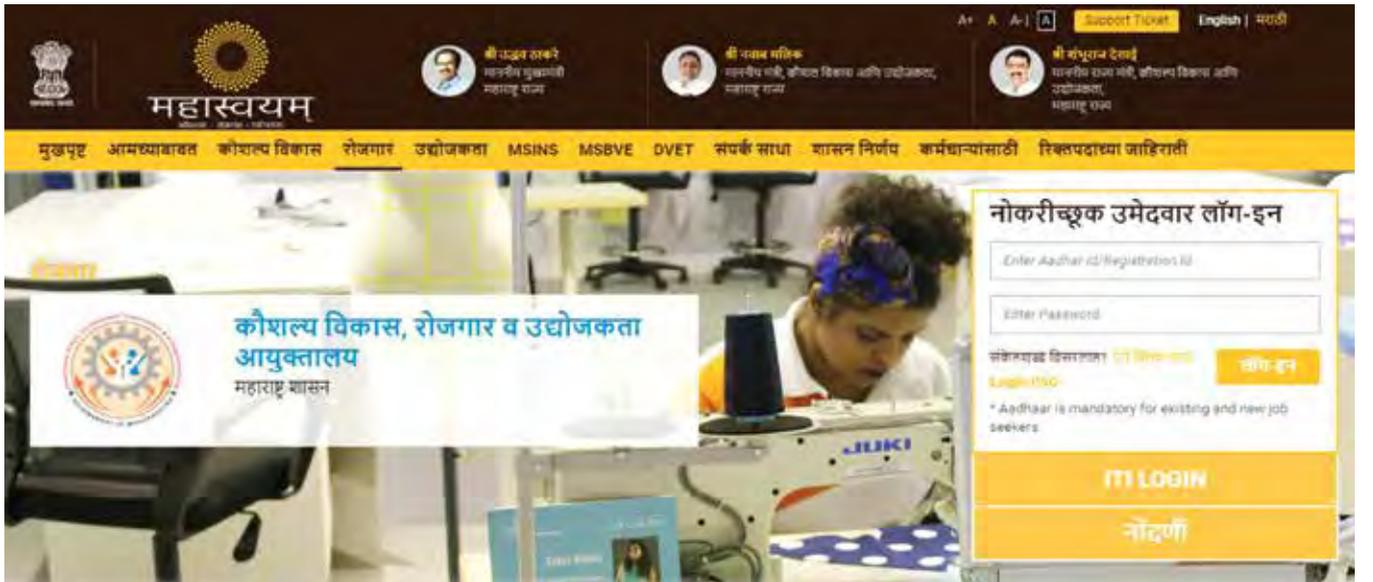 A+ A A-| A Support Ticket English | मराठी
महास्वयम्
श्री उद्धव ठाकरे
माननीय मुख्यमंत्री
महाराष्ट्र राज्य
श्री नवाब मलिक
माननीय मंत्री, कौशल्य विकास आणि उद्योजकता,
महाराष्ट्र राज्य
श्री शंभुराज देसाई
माननीय राज्य मंत्री, कौशल्य विकास आणि
उद्योजकता,
महाराष्ट्र राज्य
मुखपृष्ट आमच्याबाबत कौशल्य विकास रोजगार उद्योजकता MSINS MSBVE DVET संपर्क साधा शासन निर्णय कर्मचाऱ्यांसाठी रिक्तपदाच्या जाहिराती
रोजगार
कौशल्य विकास, रोजगार व उद्योजकता
आयुक्तालय
महाराष्ट्र शासन
JUKI
नोकरीच्छूक उमेदवार लॉग-इन
Enter Aadhar id/Registration id
Enter Password
संकेतशब्द विसरलात?
लॉग-इन
* Aadhaar is mandatory for existing and new job
seekers
ITI LOGIN
नोंदणी